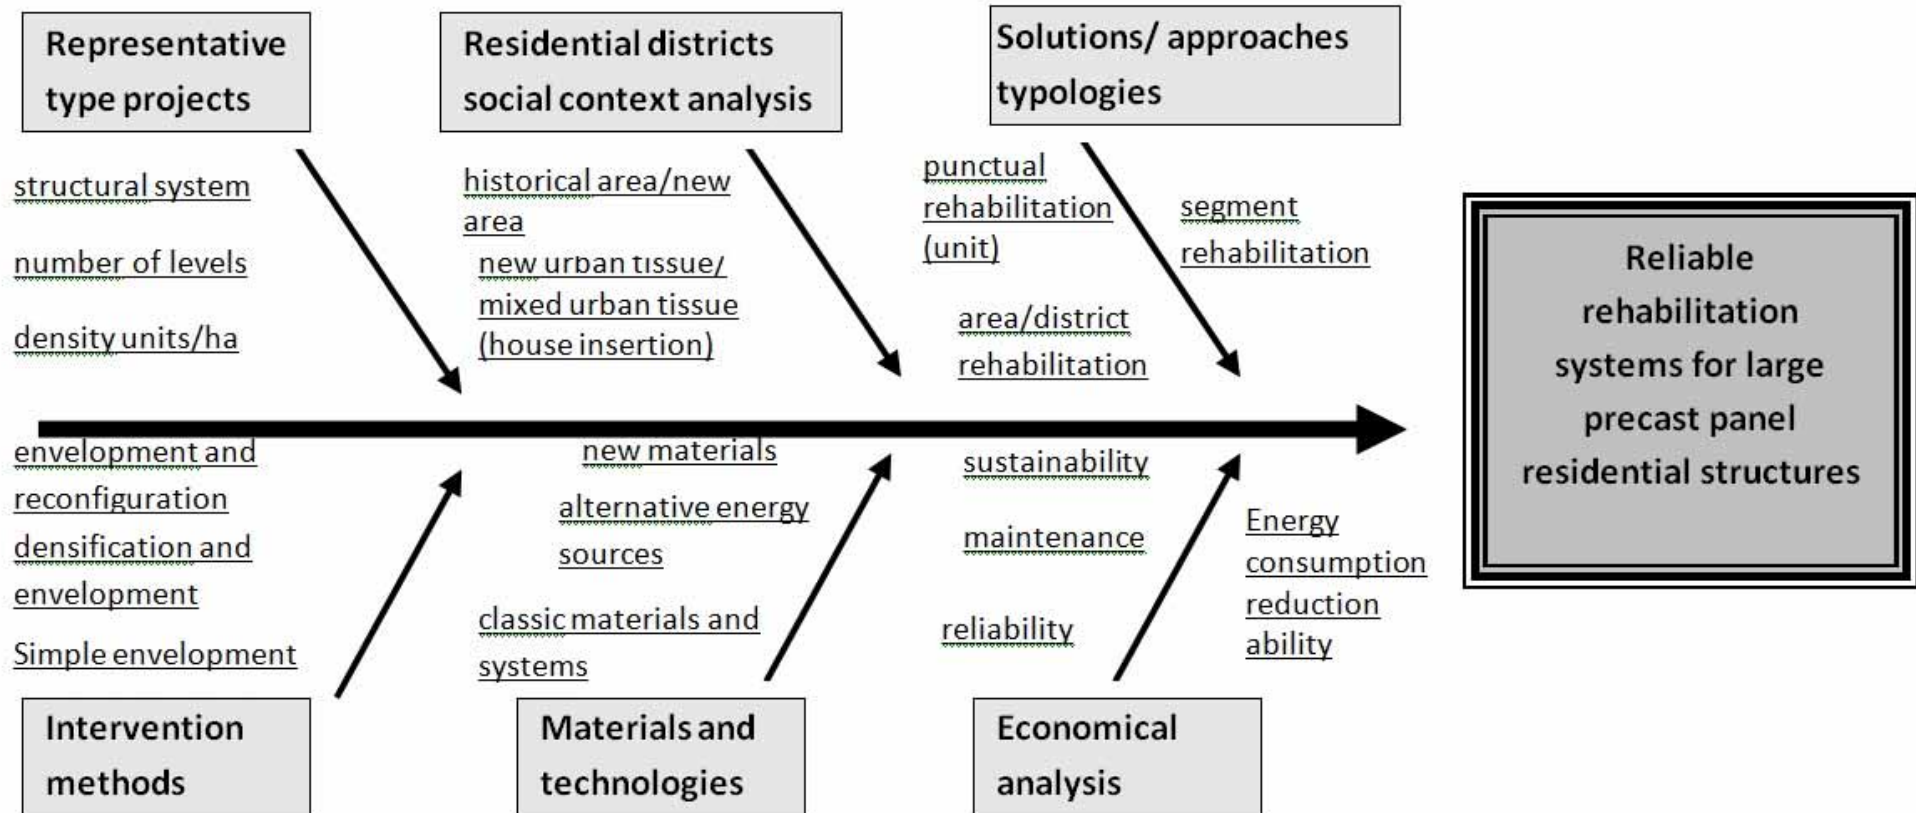 Representative
type projects
Residential districts
social context analysis
Solutions/ approaches
typologies
structural system
number of levels
density units/ha
historical area/new
area
new urban tissue/
mixed urban tissue
(house insertion)
punctual
rehabilitation
(unit)
segment
rehabilitation
area/district
rehabilitation
Reliable
rehabilitation
systems for large
precast panel
residential structures
envelopment and
reconfiguration
densification and
envelopment
Simple envelopment
new materials
alternative energy
sources
classic materials and
systems
sustainability
maintenance
reliability
Energy
consumption
reduction
ability
Intervention
methods
Materials and
technologies
Economical
analysis